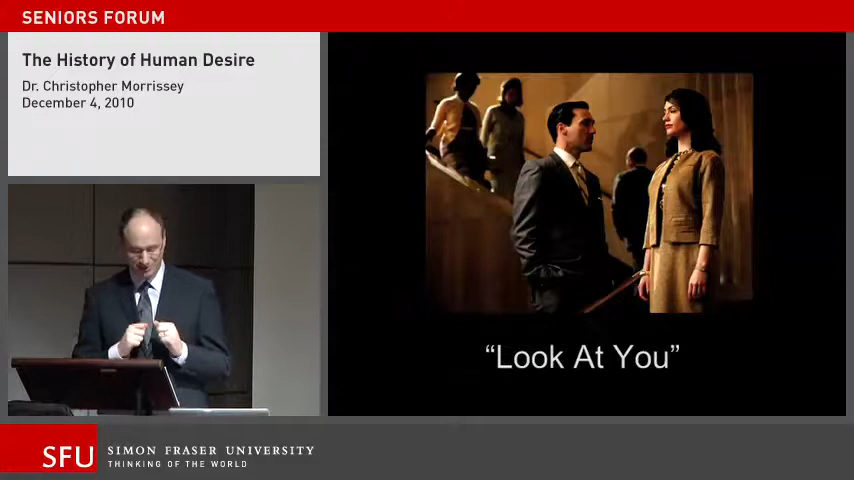 SENIORS FORUM
The History of Human Desire
Dr. Christopher Morrissey
December 4, 2010
“Look At You”
SFU
SIMON FRASER UNIVERSITY
THINKING OF THE WORLD